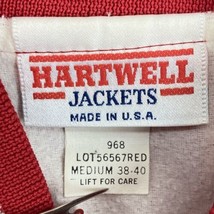 HARTWELL
JACKETS
MADE IN U.S.A.
968
LOT56567RED
MEDIUM 38-40
LIFT FOR CARE